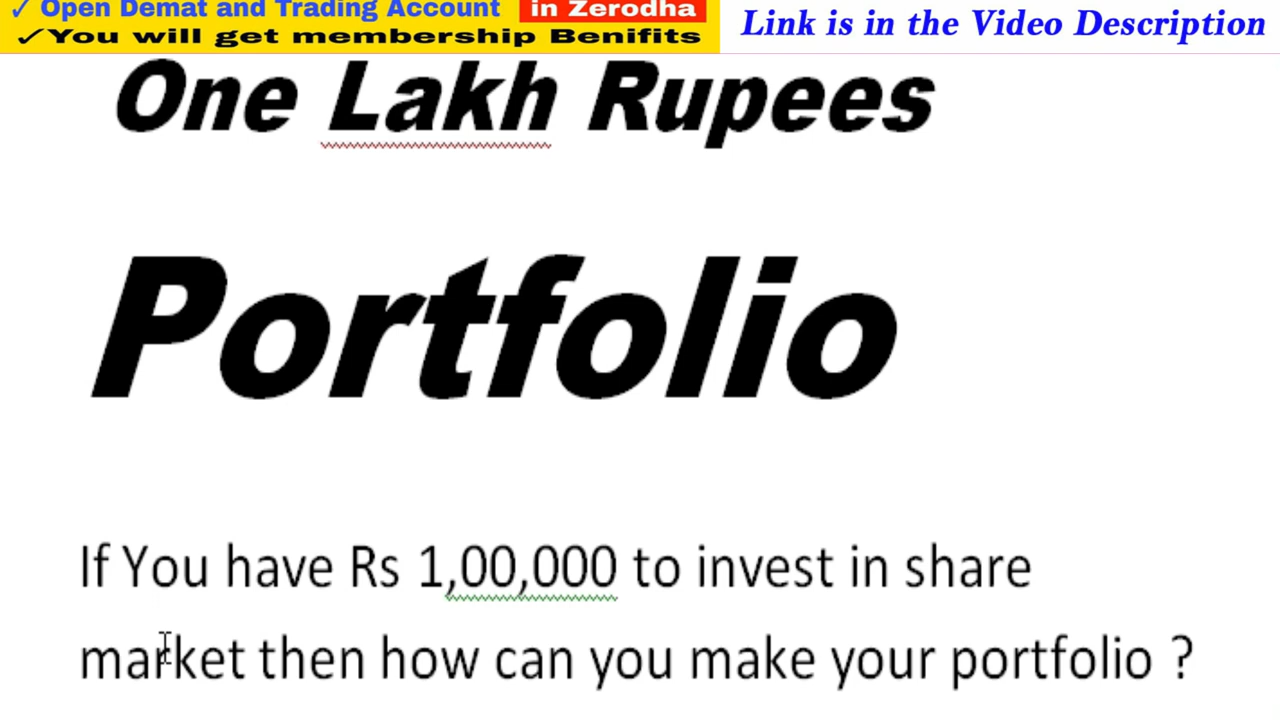 ✓ Open Demat and Trading Account in Zerodha
✓You will get membership Benifits
Link is in the Video Description
One Lakh Rupees
Portfolio
If You have Rs 1,00,000 to invest in share
market then how can you make your portfolio ?